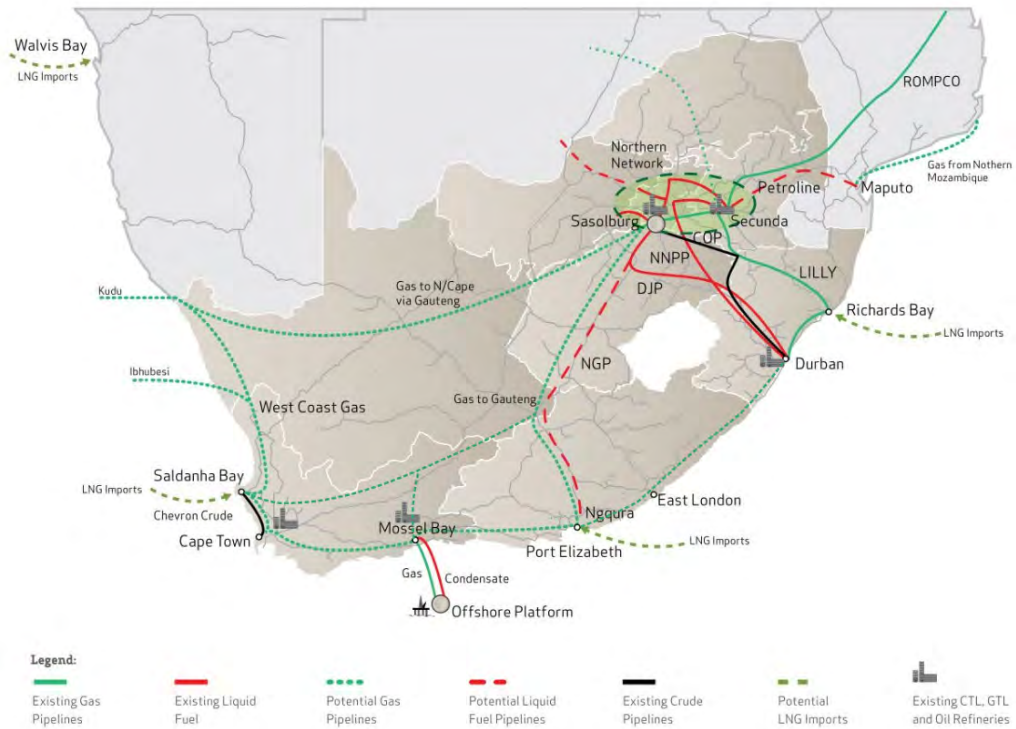 Walvis Bay
LNG Imports
ROMPCO
Northern
Network
Gas from Nothern
Mozambique
Petroline
Maputo
Sasolburg
Secunda
COP
NNPP
LILLY
DJP
Gas to N/Cape
via Gauteng
Kudu
Richards Bay
LNG Imports
Durban
Ibhubesi
NGP
West Coast Gas
Gas to Gauteng
Saldanha Bay
LNG Imports
Chevron Crude
Cape Town
Mossel Bay
East London
Ngqura
Port Elizabeth
LNG Imports
Gas
Condensate
Offshore Platform
Legend:
Existing Gas
Pipelines
Existing Liquid
Fuel
Potential Gas
Pipelines
Potential Liquid
Fuel Pipelines
Existing Crude
Pipelines
Potential
LNG Imports
Existing CTL, GTL
and Oil Refineries